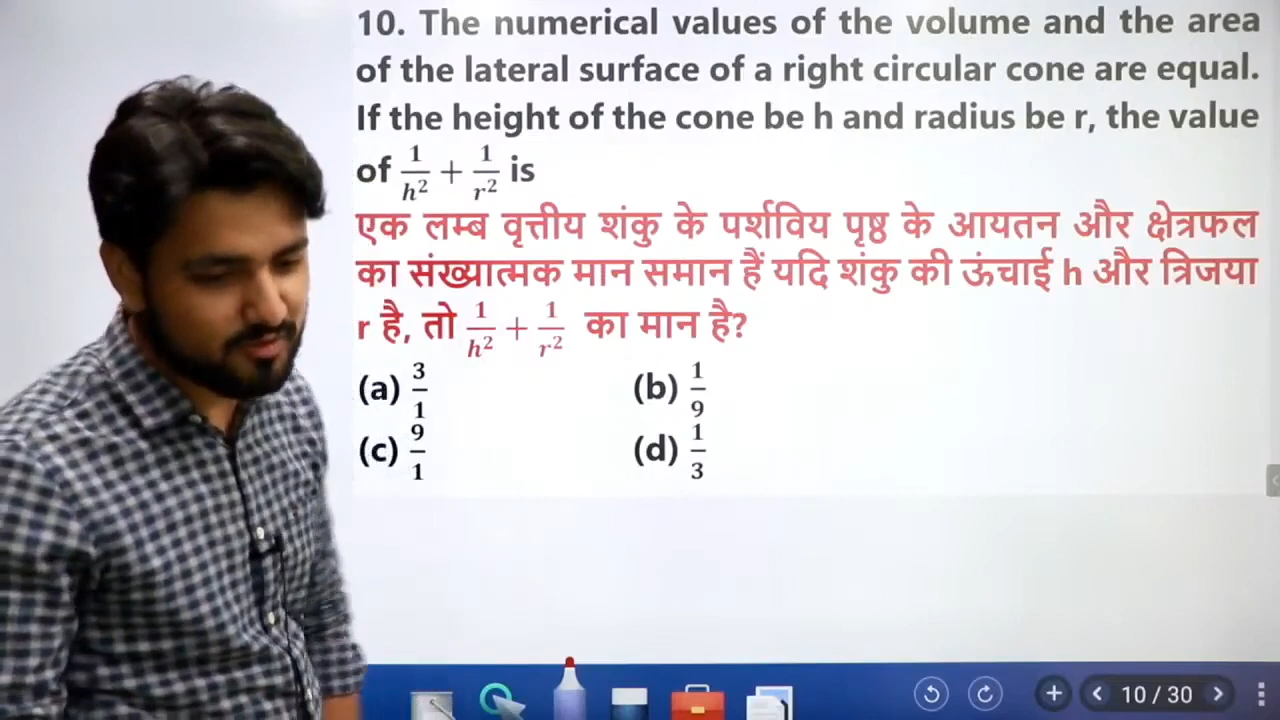 10. The numerical values of the volume and the area
of the lateral surface of a right circular cone are equal.
If the height of the cone be h and radius be r, the value
of 1/h² + 1/r² is
एक लम्ब वृत्तीय शंकु के पर्शविय पृष्ठ के आयतन और क्षेत्रफल
का संख्यात्मक मान समान हैं यदि शंकु की ऊंचाई h और त्रिजया
r है, तो 1/h² + 1/r² का मान है?
(a) 3/1 (b) 1/9
(c) 9/1 (d) 1/3
10 / 30